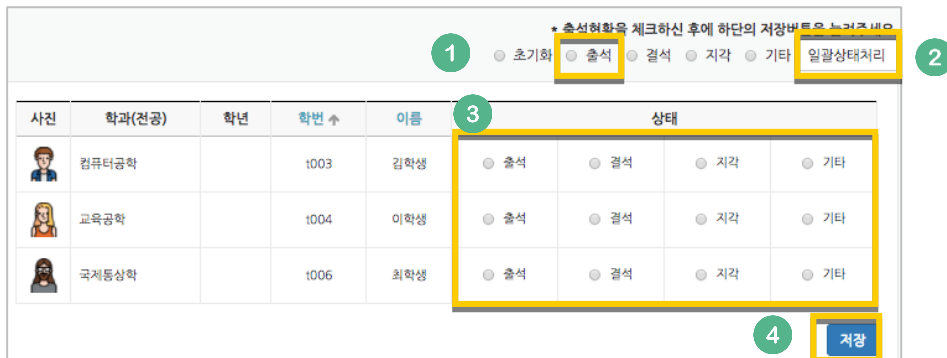 * 출석현황을 체크하신 후에 하단의 저장버튼을 눌러주세요
1 초기화 출석 결석 지각 기타 일괄상태처리 2
사진 학과(전공) 학년 학번 이름 3 상태
컴퓨터공학 t003 김학생 출석 결석 지각 기타
교육공학 t004 이학생 출석 결석 지각 기타
국제통상학 t006 최학생 출석 결석 지각 기타
4 저장